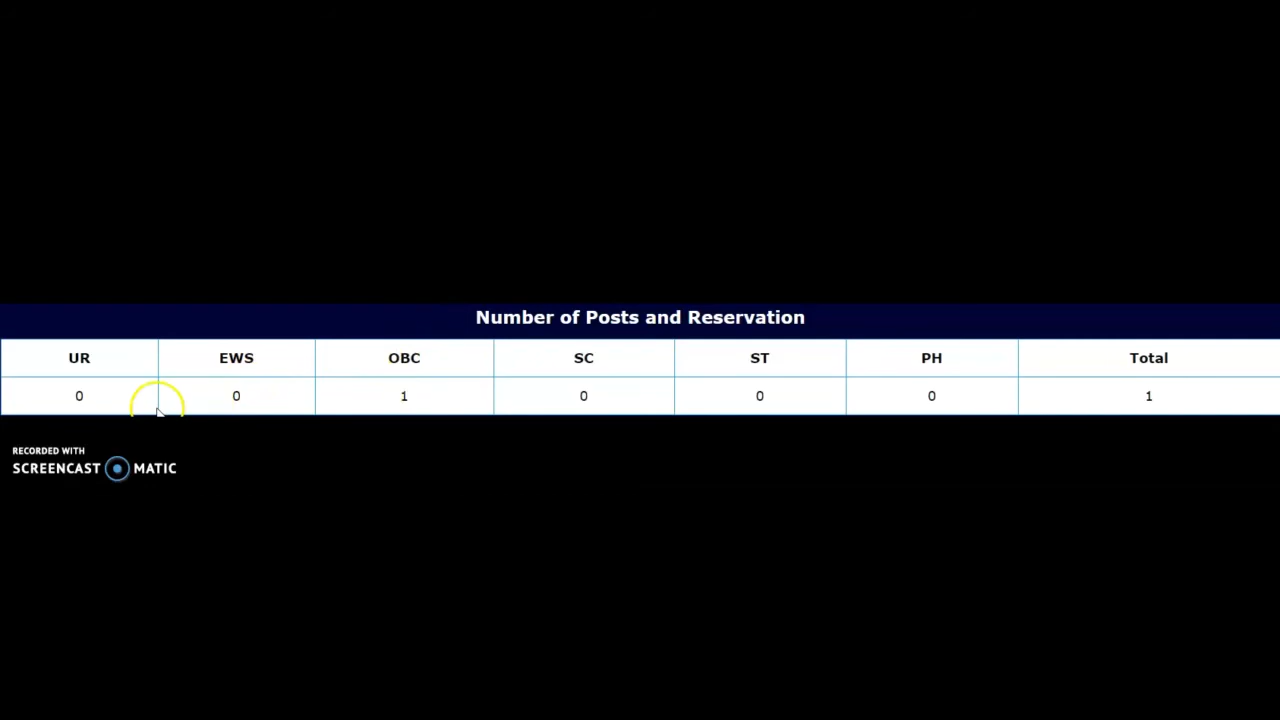 Number of Posts and Reservation
UR EWS OBC SC ST PH Total
0 0 1 0 0 0 1
RECORDED WITH
SCREENCAST MATIC